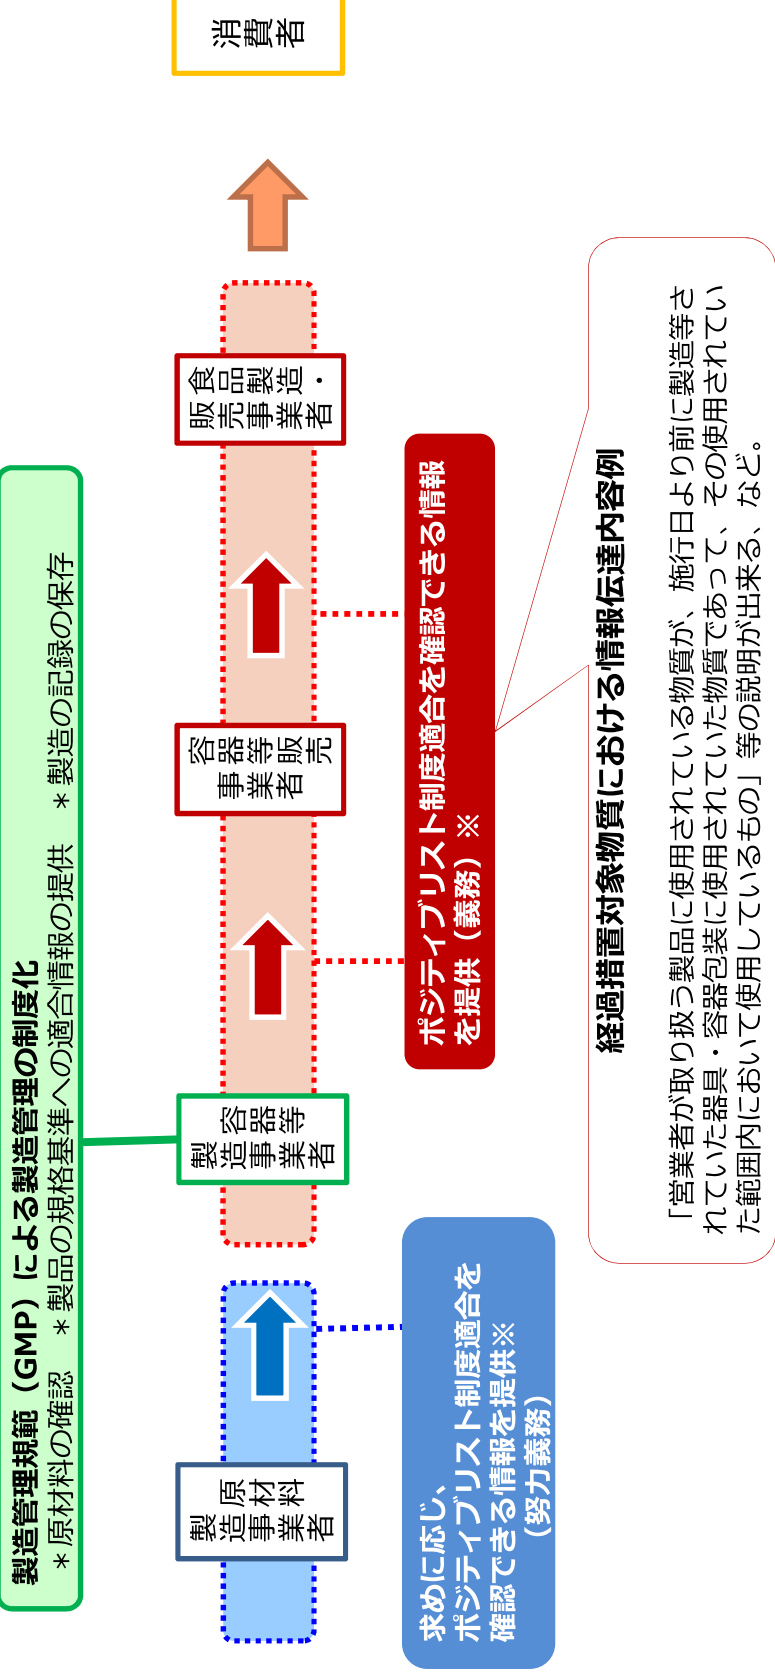 製造管理規範（GMP）による製造管理の制度化
＊原材料の確認　＊製品の規格基準への適合情報の提供　＊製造の記録の保存
原材料
製造事業者
容器等
製造事業者
容器等販売
事業者
食品製造・
販売事業者
消費者
求めに応じ、
ポジティブリスト制度適合を
確認できる情報を提供※
（努力義務）
ポジティブリスト制度適合を確認できる情報
を提供（義務）※
経過措置対象物質における情報伝達内容例
「営業者が取り扱う製品に使用されている物質が、施行日より前に製造等さ
れていた器具・容器包装に使用されていた物質であって、その使用されてい
た範囲内において使用しているもの」等の説明が出来る、など。